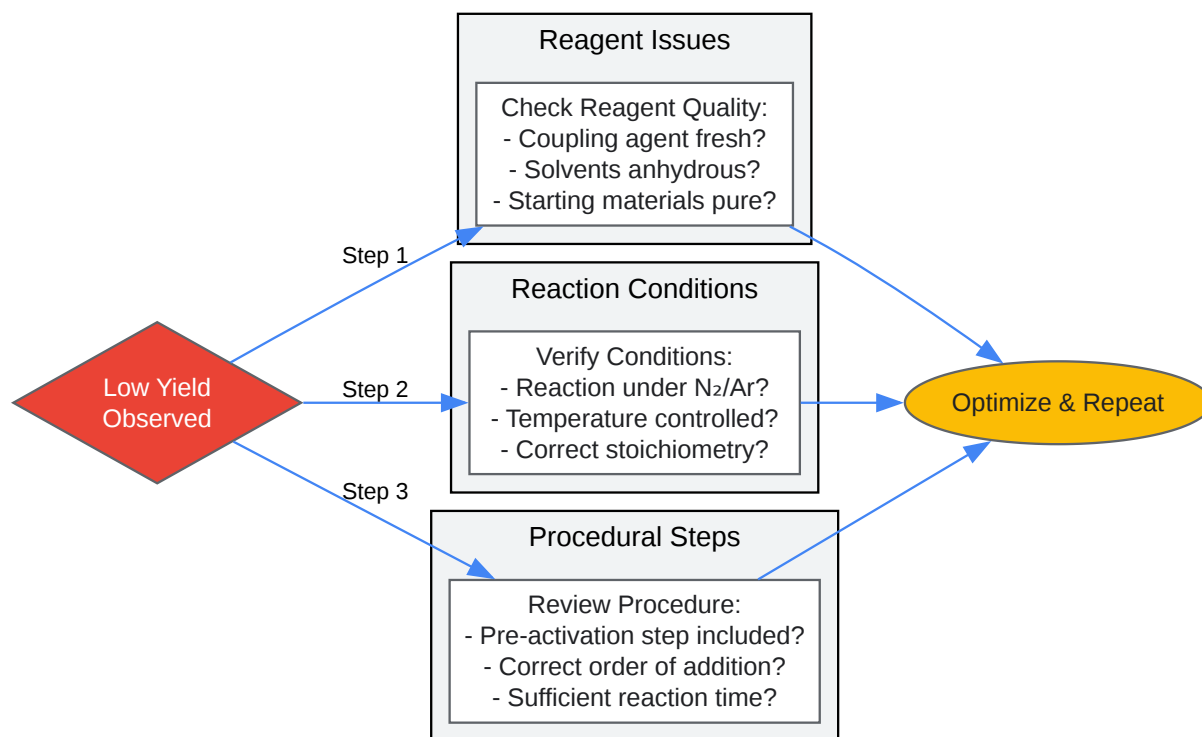 Low Yield
Observed
Step 1
Step 2
Step 3
Reagent Issues
Check Reagent Quality:
- Coupling agent fresh?
- Solvents anhydrous?
- Starting materials pure?
Reaction Conditions
Verify Conditions:
- Reaction under N₂/Ar?
- Temperature controlled?
- Correct stoichiometry?
Procedural Steps
Review Procedure:
- Pre-activation step included?
- Correct order of addition?
- Sufficient reaction time?
Optimize & Repeat